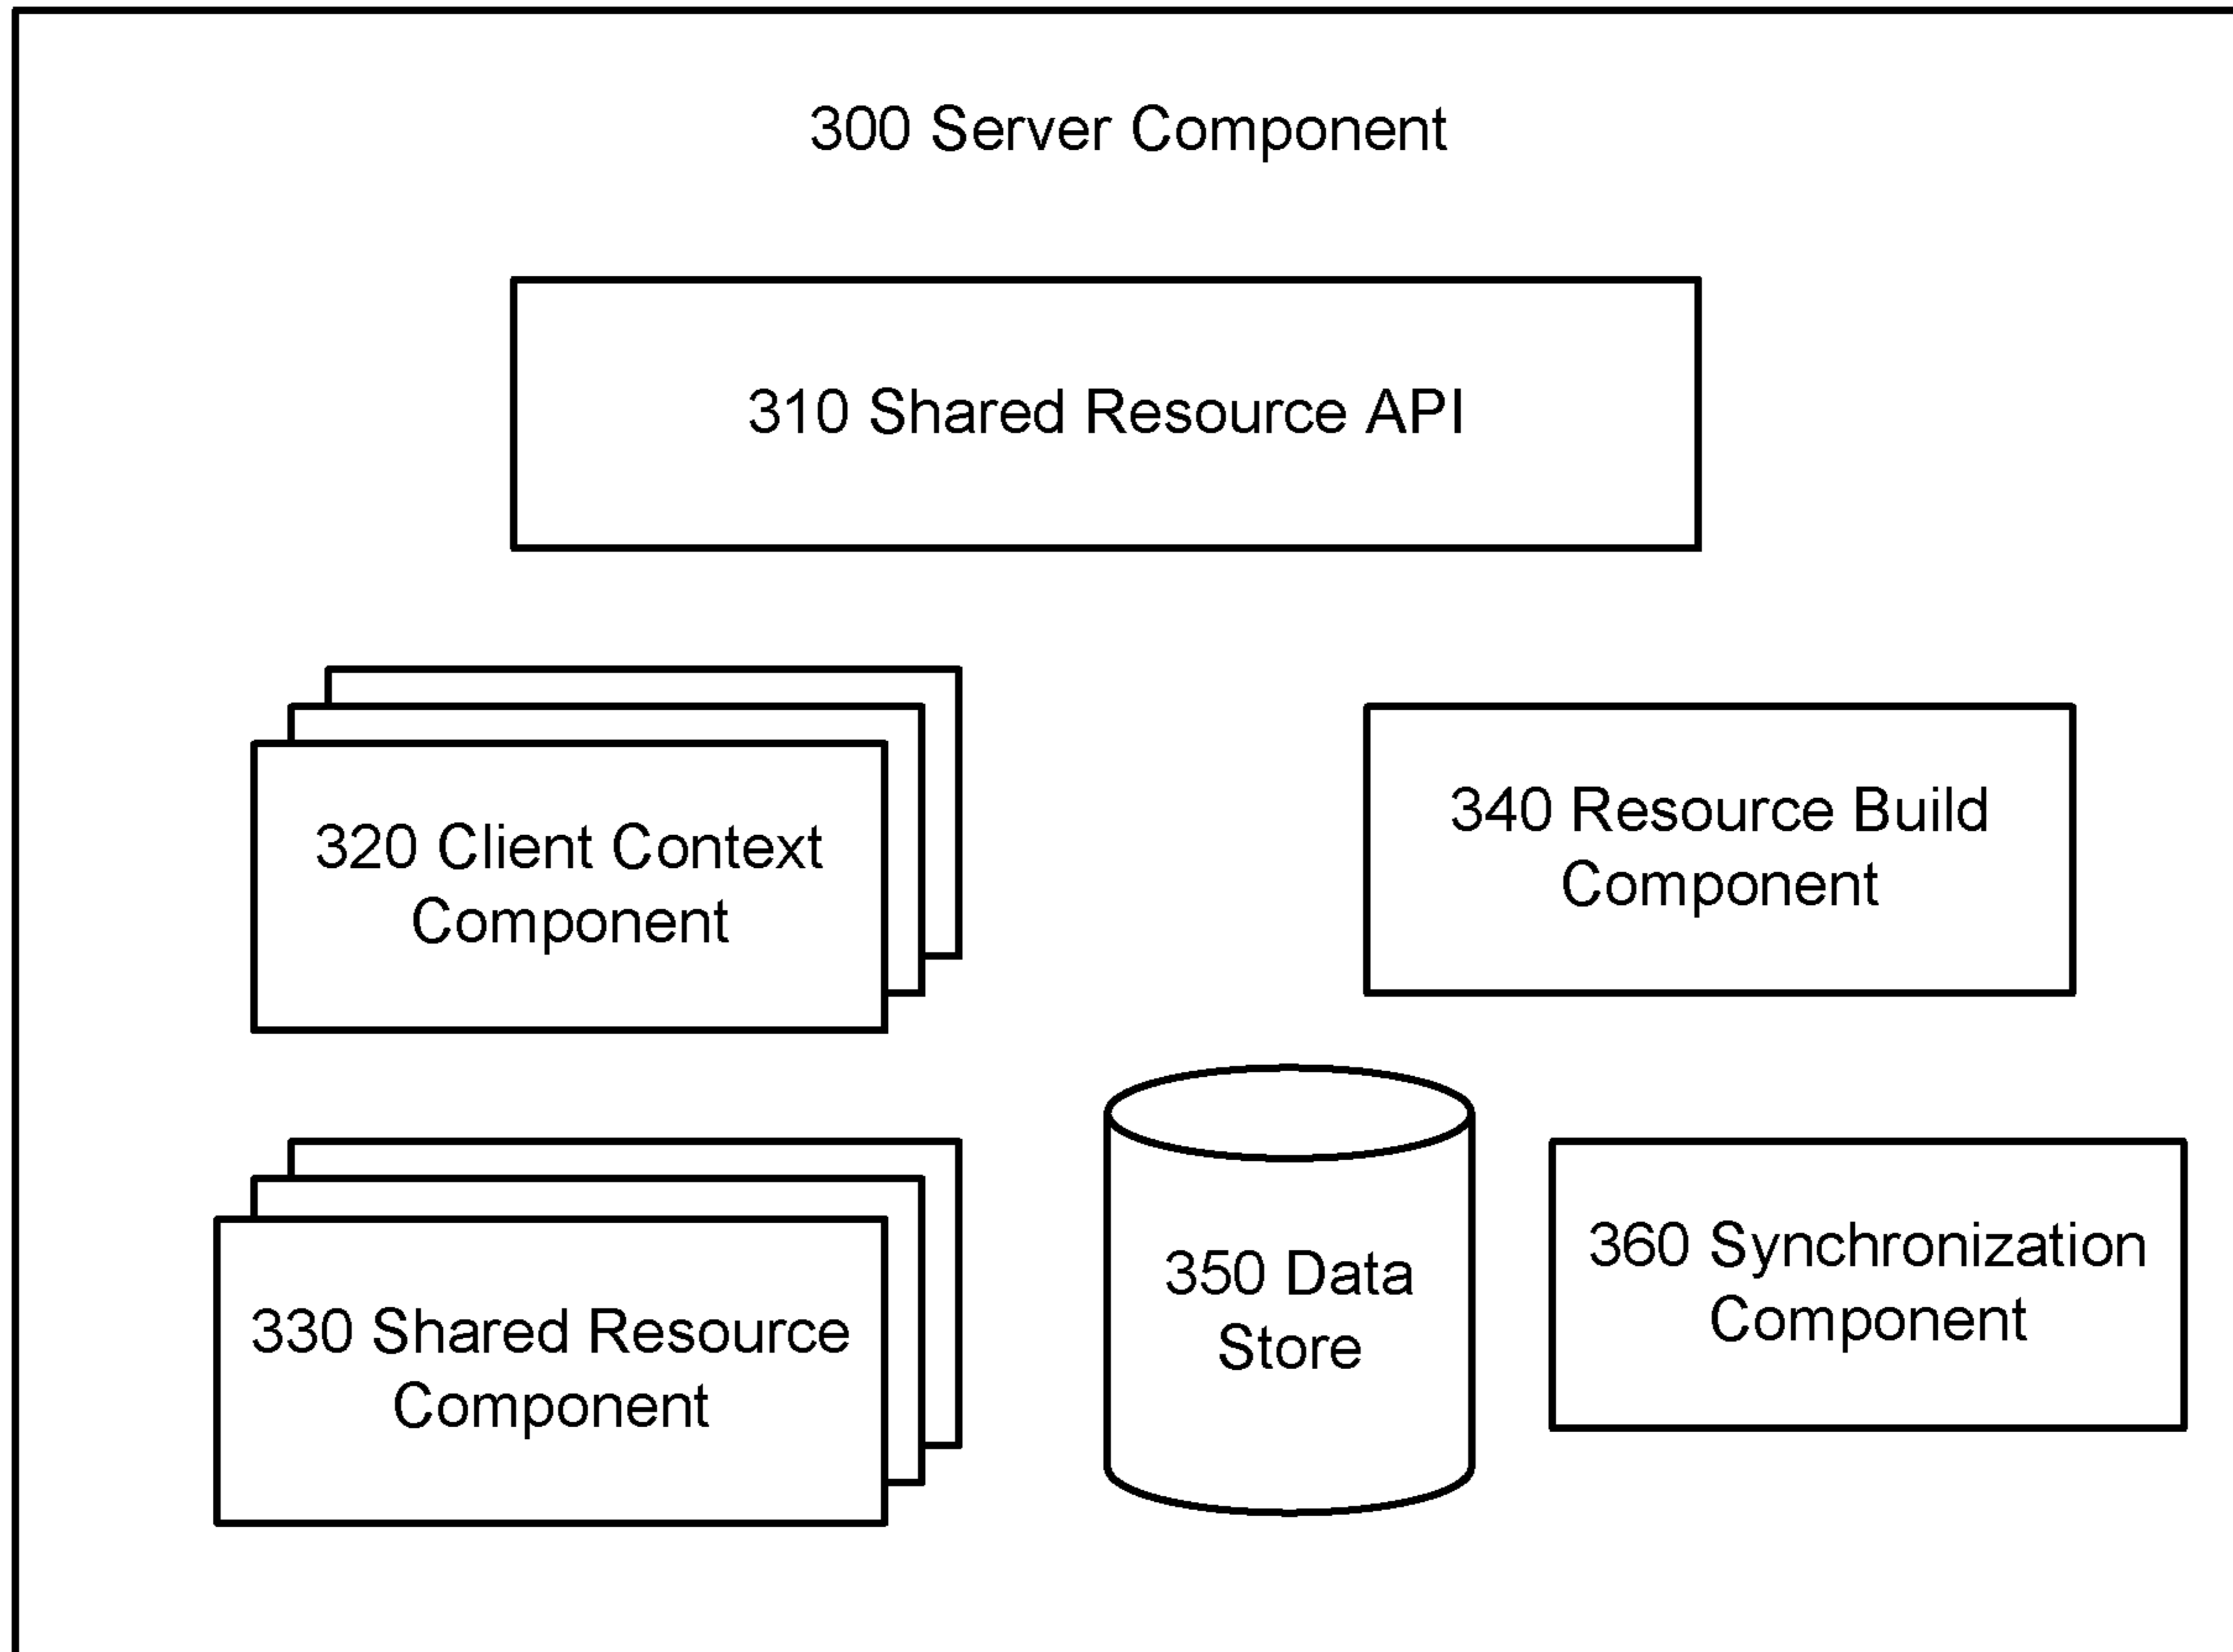 300 Server Component
310 Shared Resource API
320 Client Context
Component
340 Resource Build
Component
330 Shared Resource
Component
350 Data
Store
360 Synchronization
Component